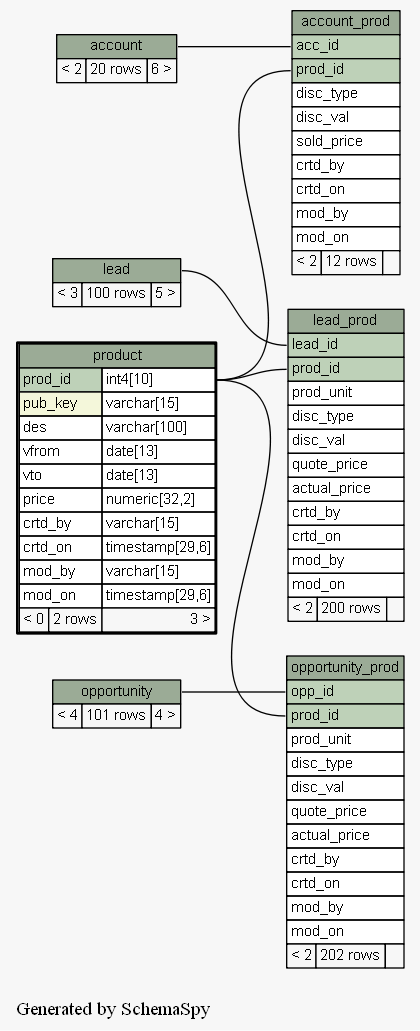 account
< 2 20 rows 6 >
account_prod
acc_id
prod_id
disc_type
disc_val
sold_price
crtd_by
crtd_on
mod_by
mod_on
< 2 12 rows
lead
< 3 100 rows 5 >
lead_prod
lead_id
prod_id
prod_unit
disc_type
disc_val
quote_price
actual_price
crtd_by
crtd_on
mod_by
mod_on
< 2 200 rows
product
prod_id int4[10]
pub_key varchar[15]
des varchar[100]
vfrom date[13]
vto date[13]
price numeric[32,2]
crtd_by varchar[15]
crtd_on timestamp[29,6]
mod_by varchar[15]
mod_on timestamp[29,6]
< 0 2 rows 3 >
opportunity
< 4 101 rows 4 >
opportunity_prod
opp_id
prod_id
prod_unit
disc_type
disc_val
quote_price
actual_price
crtd_by
crtd_on
mod_by
mod_on
< 2 202 rows
Generated by SchemaSpy